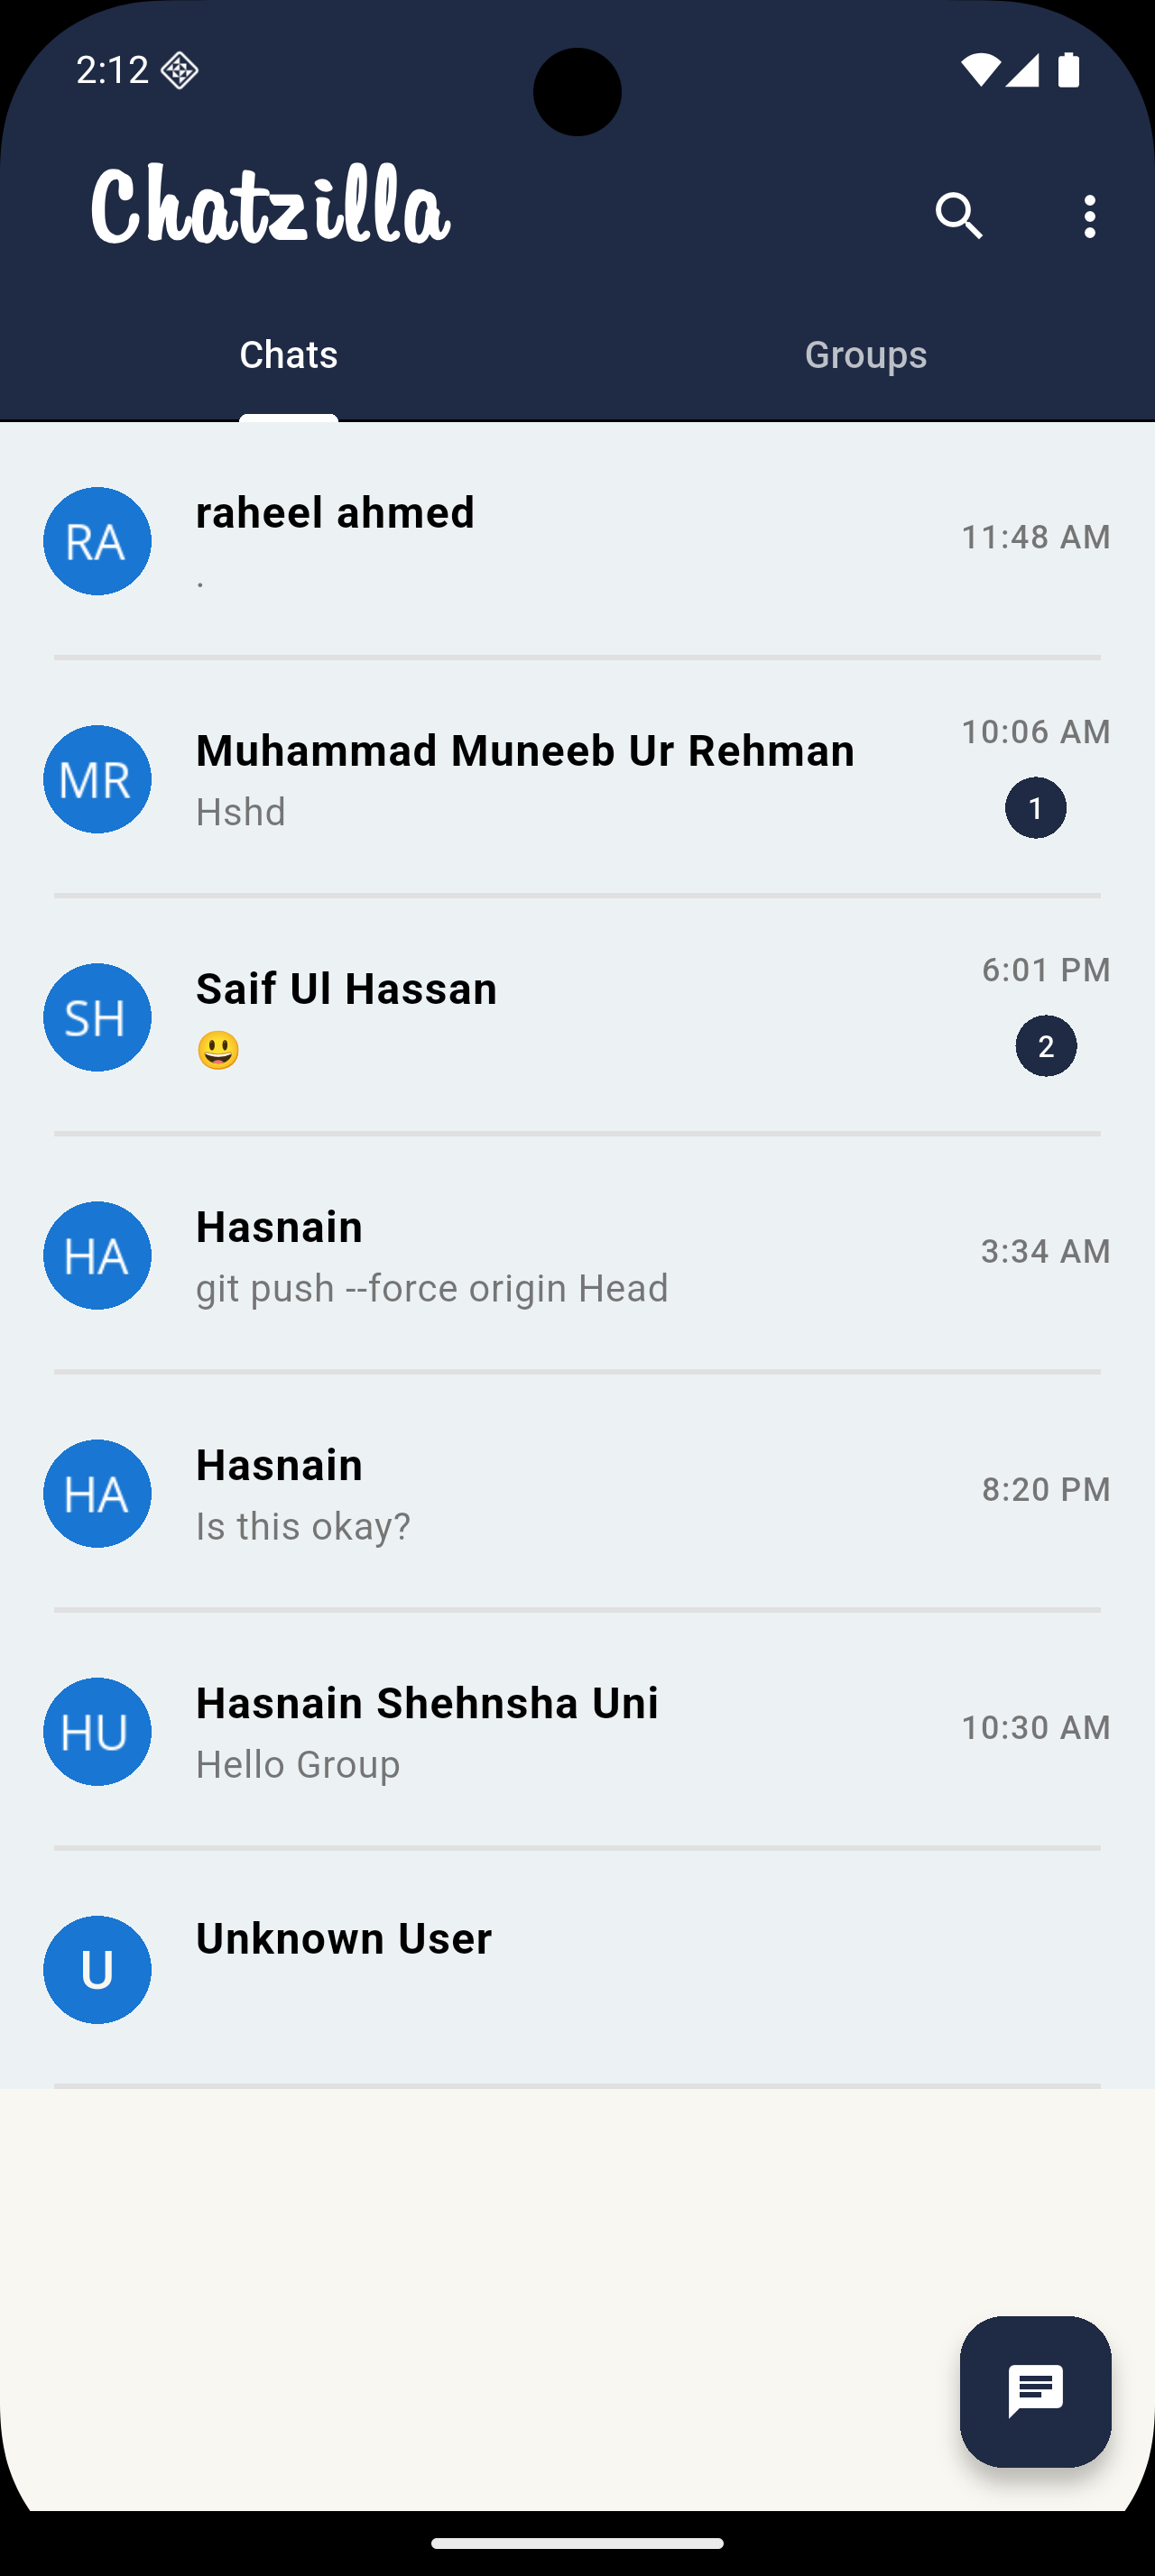 2:12
Chatzilla
Chats
Groups
RA
raheel ahmed
.
11:48 AM
MR
Muhammad Muneeb Ur Rehman
Hshd
10:06 AM
1
SH
Saif Ul Hassan
😃
6:01 PM
2
HA
Hasnain
git push --force origin Head
3:34 AM
HA
Hasnain
Is this okay?
8:20 PM
HU
Hasnain Shehnsha Uni
Hello Group
10:30 AM
U
Unknown User